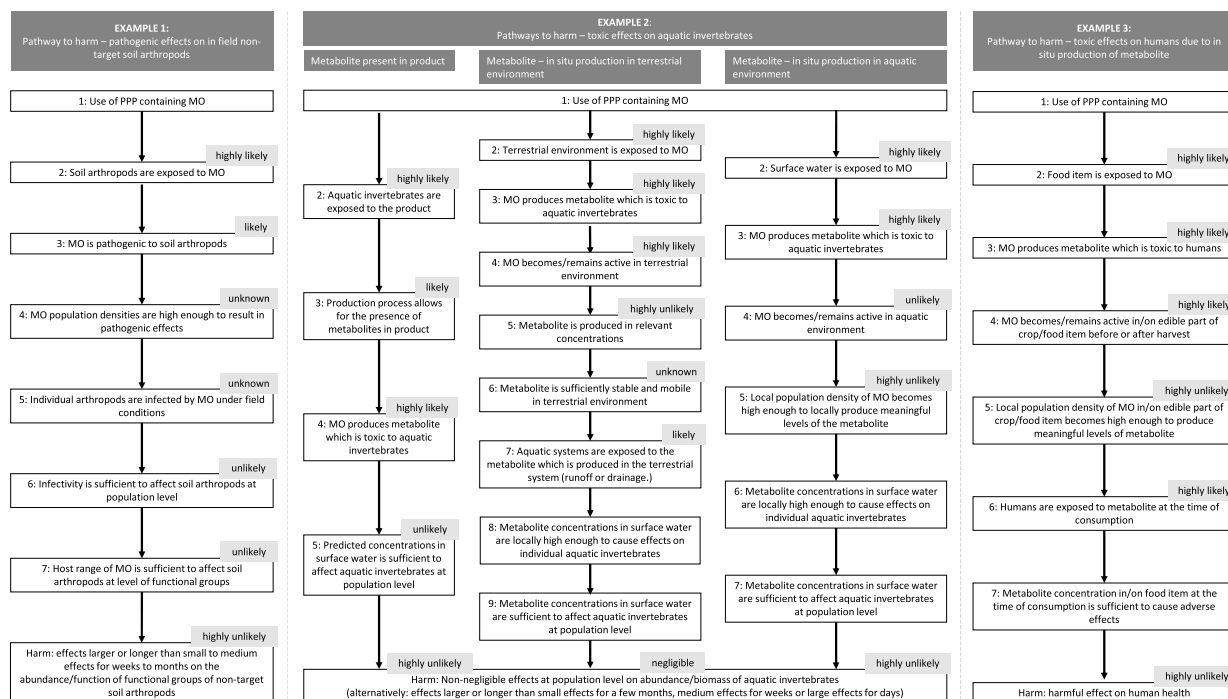 EXAMPLE 1:
Pathway to harm – pathogenic effects on in field non-
target soil arthropods
1: Use of PPP containing MO
highly likely
2: Soil arthropods are exposed to MO
likely
3: MO is pathogenic to soil arthropods
unknown
4: MO population densities are high enough to result in
pathogenic effects
unknown
5: Individual arthropods are infected by MO under field
conditions
unlikely
6: Infectivity is sufficient to affect soil arthropods at
population level
unlikely
7: Host range of MO is sufficient to affect soil
arthropods at level of functional groups
highly unlikely
Harm: effects larger or longer than small to medium
effects for weeks to months on the
abundance/function of functional groups of non-target
soil arthropods
EXAMPLE 2:
Pathways to harm – toxic effects on aquatic invertebrates
Metabolite present in product
Metabolite – in situ production in terrestrial
environment
Metabolite – in situ production in aquatic
environment
1: Use of PPP containing MO
highly likely
2: Aquatic invertebrates are
exposed to the product
likely
3: Production process allows
for the presence of
metabolites in product
highly likely
4: MO produces metabolite
which is toxic to aquatic
invertebrates
unlikely
5: Predicted concentrations in
surface water is sufficient to
affect aquatic invertebrates at
population level
highly unlikely
highly likely
2: Terrestrial environment is exposed to MO
highly likely
3: MO produces metabolite which is toxic to
aquatic invertebrates
highly likely
4: MO becomes/remains active in terrestrial
environment
highly unlikely
5: Metabolite is produced in relevant
concentrations
unknown
6: Metabolite is sufficiently stable and mobile
in terrestrial environment
likely
7: Aquatic systems are exposed to the
metabolite which is produced in the terrestrial
system (runoff or drainage.)
8: Metabolite concentrations in surface water
are locally high enough to cause effects on
individual aquatic invertebrates
9: Metabolite concentrations in surface water
are sufficient to affect aquatic invertebrates
at population level
negligible
highly likely
2: Surface water is exposed to MO
highly likely
3: MO produces metabolite which is toxic to
aquatic invertebrates
unlikely
4: MO becomes/remains active in aquatic
environment
highly unlikely
5: Local population density of MO becomes
high enough to locally produce meaningful
levels of the metabolite
6: Metabolite concentrations in surface water
are locally high enough to cause effects on
individual aquatic invertebrates
7: Metabolite concentrations in surface water
are sufficient to affect aquatic invertebrates
at population level
highly unlikely
Harm: Non-negligible effects at population level on abundance/biomass of aquatic invertebrates
(alternatively: effects larger or longer than small effects for a few months, medium effects for weeks or large effects for days)
EXAMPLE 3:
Pathway to harm – toxic effects on humans due to in
situ production of metabolite
1: Use of PPP containing MO
highly likely
2: Food item is exposed to MO
highly likely
3: MO produces metabolite which is toxic to humans
highly likely
4: MO becomes/remains active in/on edible part of
crop/food item before or after harvest
highly unlikely
5: Local population density of MO in/on edible part of
crop/food item becomes high enough to produce
meaningful levels of metabolite
highly likely
6: Humans are exposed to metabolite at the time of
consumption
7: Metabolite concentration in/on food item at the
time of consumption is sufficient to cause adverse
effects
highly unlikely
Harm: harmful effect on human health